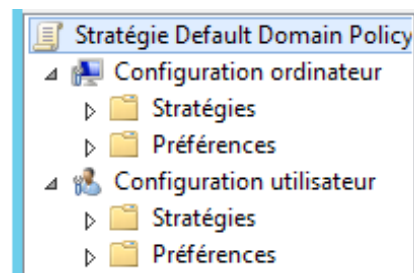 Stratégie Default Domain Policy
Configuration ordinateur
Stratégies
Préférences
Configuration utilisateur
Stratégies
Préférences